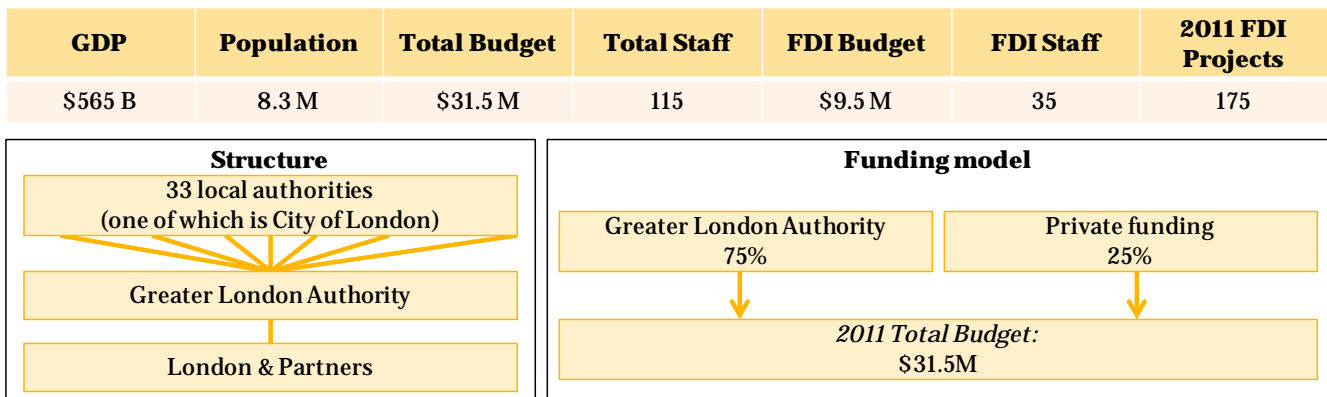 GDP Population Total Budget Total Staff FDI Budget FDI Staff 2011 FDI
Projects
$565 B 8.3 M $31.5 M 115 $9.5 M 35 175
Structure
33 local authorities
(one of which is City of London)
Greater London Authority
London & Partners
Funding model
Greater London Authority
75%
Private funding
25%
2011 Total Budget:
$31.5M